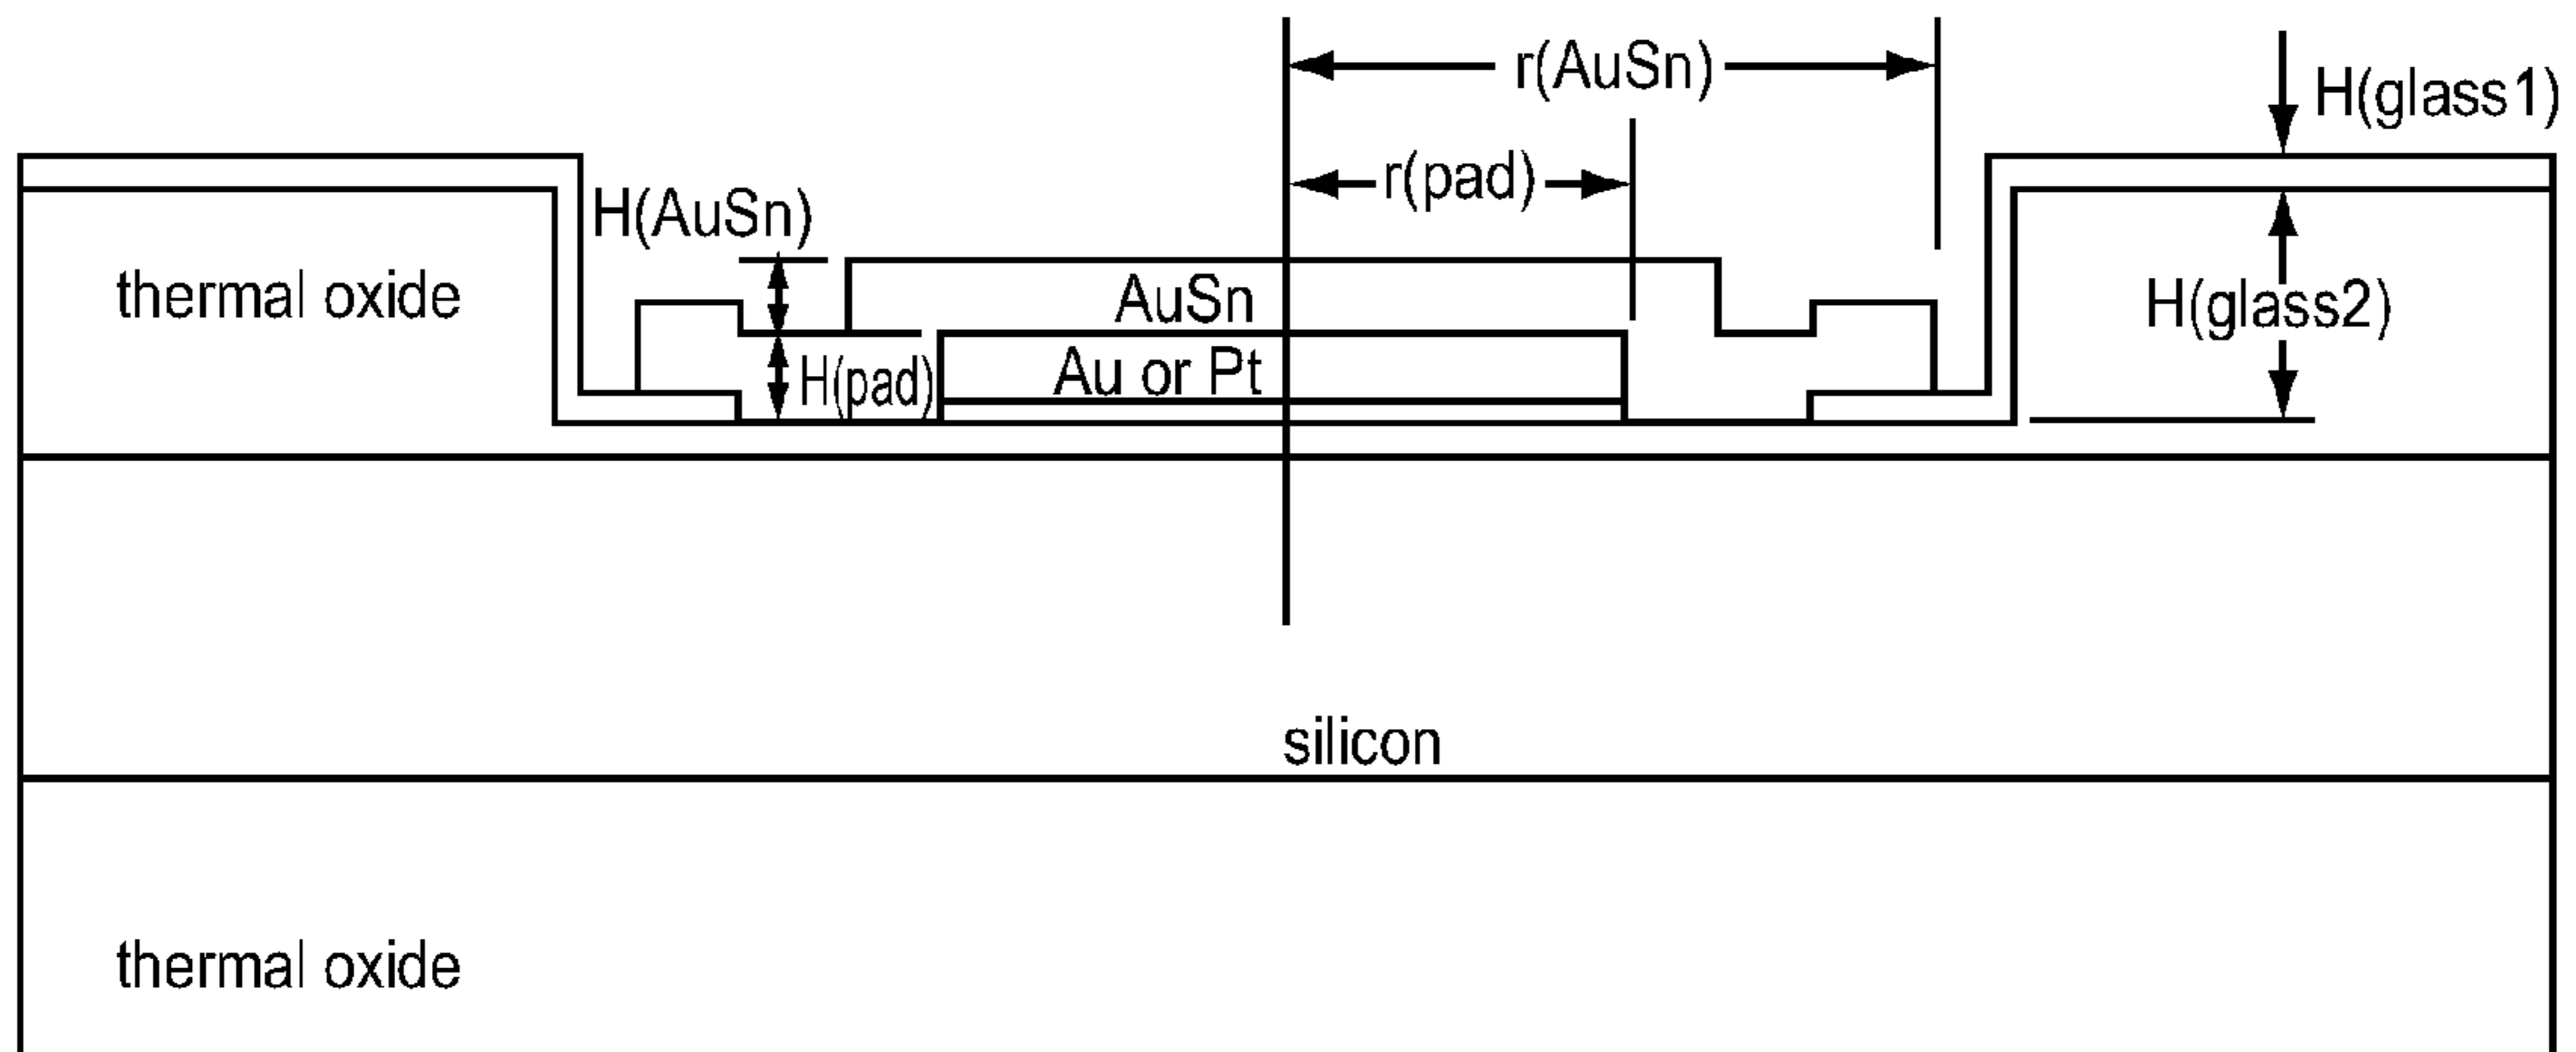 r(AuSn)
H(glass1)
r(pad)
H(AuSn)
thermal oxide
AuSn
H(glass2)
Au or Pt
H(pad)
silicon
thermal oxide